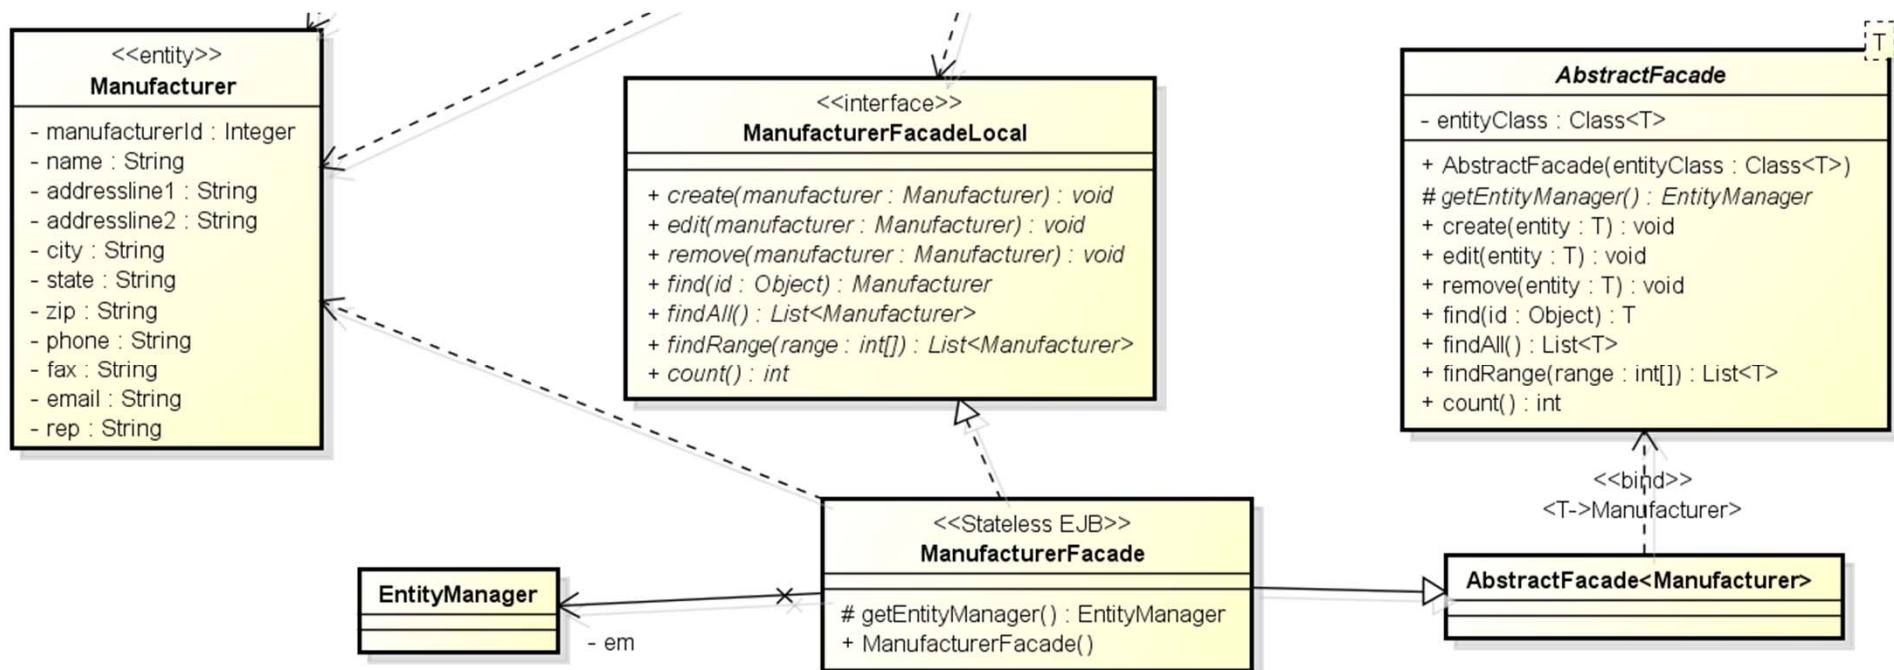 <<entity>>
Manufacturer
- manufacturerId : Integer
- name : String
- addressline1 : String
- addressline2 : String
- city : String
- state : String
- zip : String
- phone : String
- fax : String
- email : String
- rep : String
<<interface>>
ManufacturerFacadeLocal
+ create(manufacturer : Manufacturer) : void
+ edit(manufacturer : Manufacturer) : void
+ remove(manufacturer : Manufacturer) : void
+ find(id : Object) : Manufacturer
+ findAll() : List<Manufacturer>
+ findRange(range : int[]) : List<Manufacturer>
+ count() : int
T
AbstractFacade
- entityClass : Class<T>
+ AbstractFacade(entityClass : Class<T>)
# getEntityManager() : EntityManager
+ create(entity : T) : void
+ edit(entity : T) : void
+ remove(entity : T) : void
+ find(id : Object) : T
+ findAll() : List<T>
+ findRange(range : int[]) : List<T>
+ count() : int
<<bind>>
<T->Manufacturer>
EntityManager
- em
<<Stateless EJB>>
ManufacturerFacade
# getEntityManager() : EntityManager
+ ManufacturerFacade()
AbstractFacade<Manufacturer>